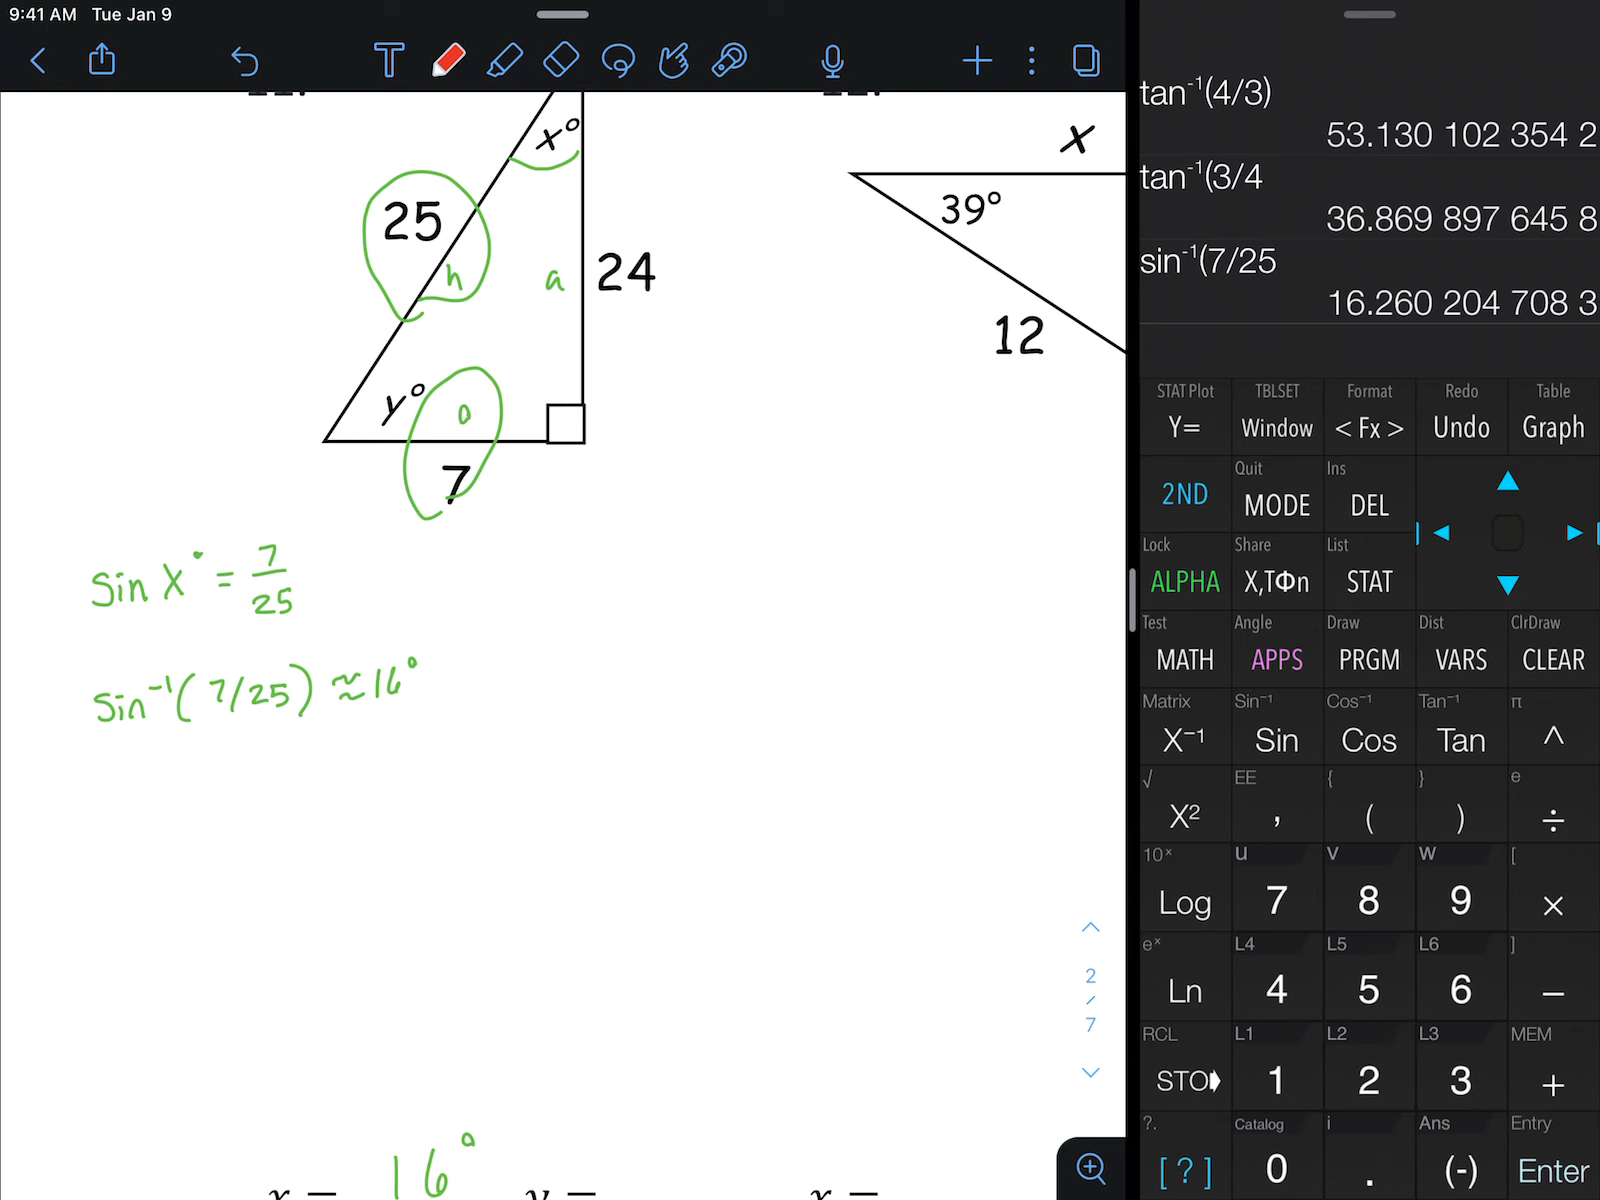 9:41 AM Tue Jan 9
T
x°
25
h
a
24
y°
o
7
x
39°
12
sin x° = 7/25
sin⁻¹( 7/25) ≈ 16°
x = 16° y =
x =
2
/
7
tan⁻¹(4/3)
53.130 102 354 2
tan⁻¹(3/4
36.869 897 645 8
sin⁻¹(7/25
16.260 204 708 3
STAT Plot TBLSET Format Redo Table
Y= Window < Fx > Undo Graph
Quit Ins
2ND MODE DEL
Lock Share List
ALPHA X,TΦn STAT
Test Angle Draw Dist ClrDraw
MATH APPS PRGM VARS CLEAR
Matrix Sin⁻¹ Cos⁻¹ Tan⁻¹ π
X⁻¹ Sin Cos Tan ^
√ EE { } e
X² , ( ) ÷
10ˣ u v w [
Log 7 8 9 ×
eˣ L4 L5 L6 ]
Ln 4 5 6 −
RCL L1 L2 L3 MEM
STO 1 2 3 +
?. Catalog i Ans Entry
[ ? ] 0 . (-) Enter